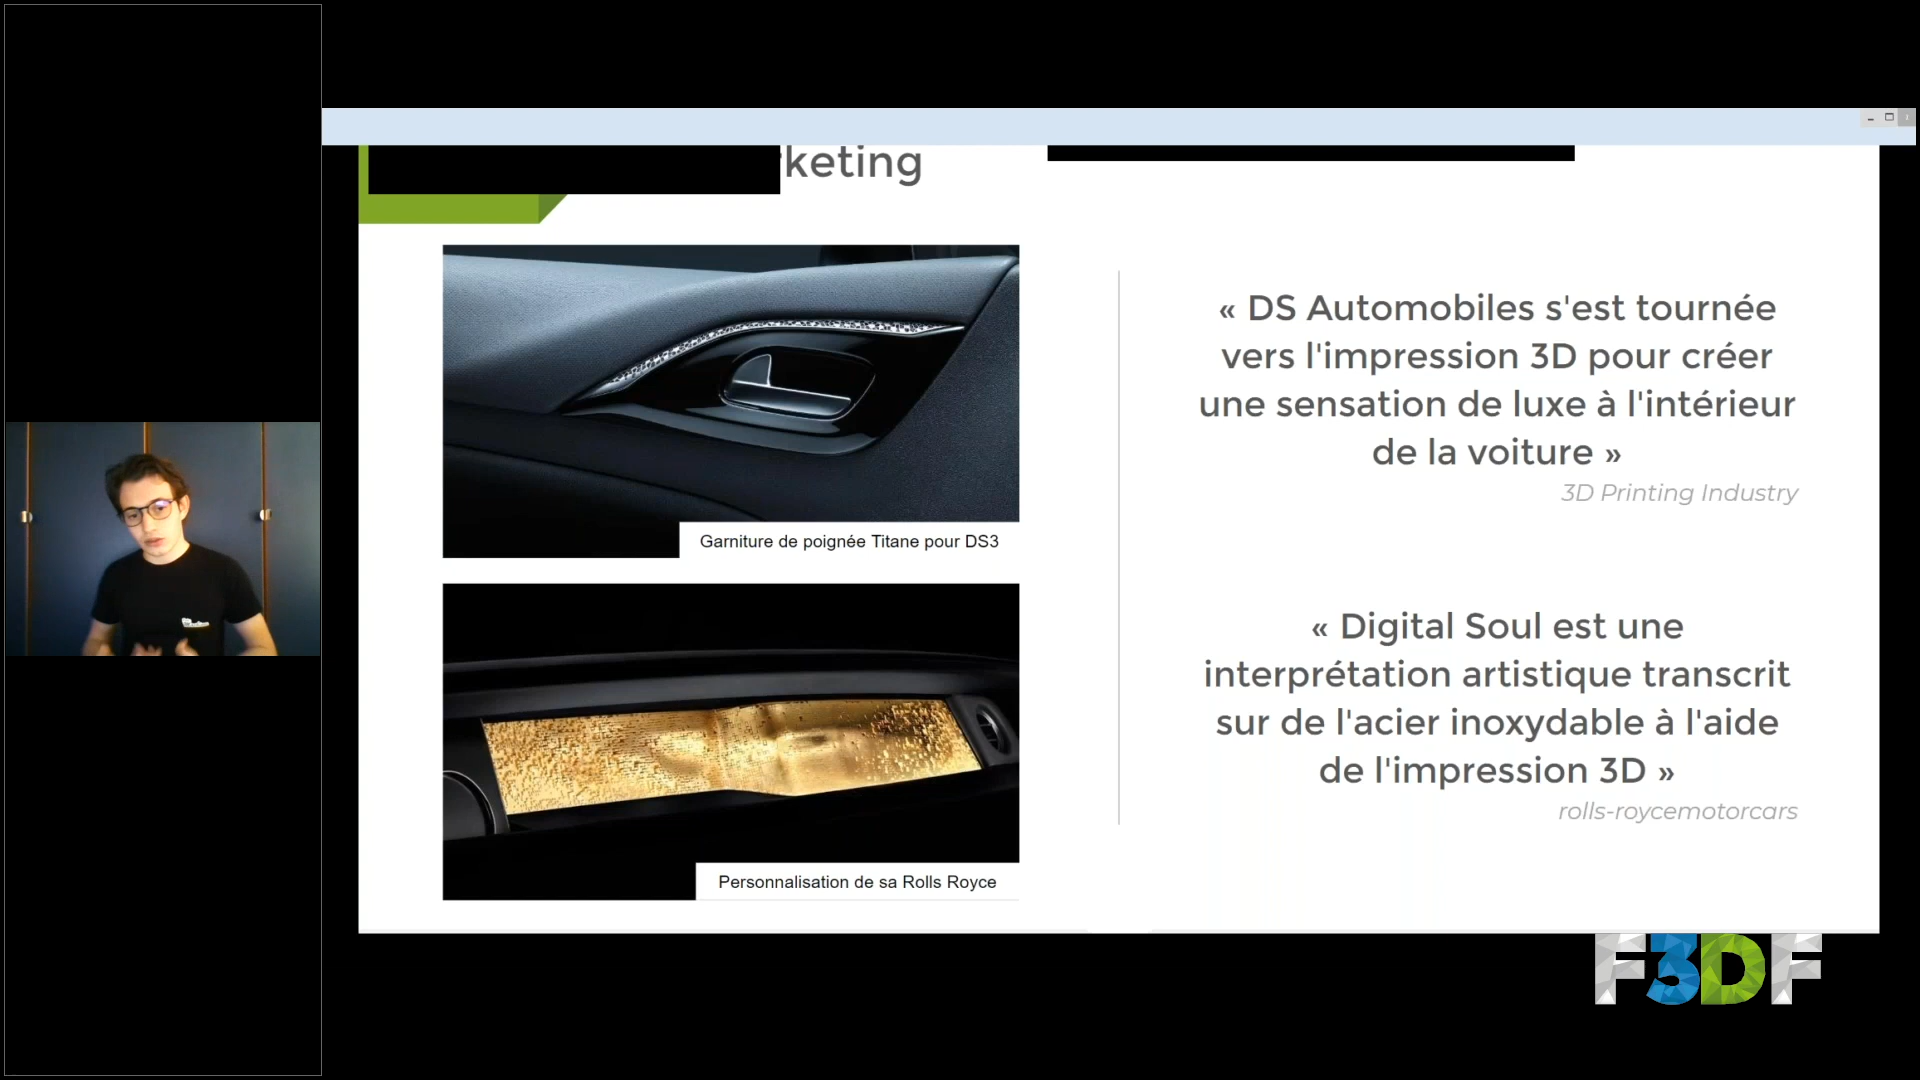 keting
Garniture de poignée Titane pour DS3
Personnalisation de sa Rolls Royce
« DS Automobiles s'est tournée
vers l'impression 3D pour créer
une sensation de luxe à l'intérieur
de la voiture »
3D Printing Industry
« Digital Soul est une
interprétation artistique transcrit
sur de l'acier inoxydable à l'aide
de l'impression 3D »
rolls-roycemotorcars
F3DF